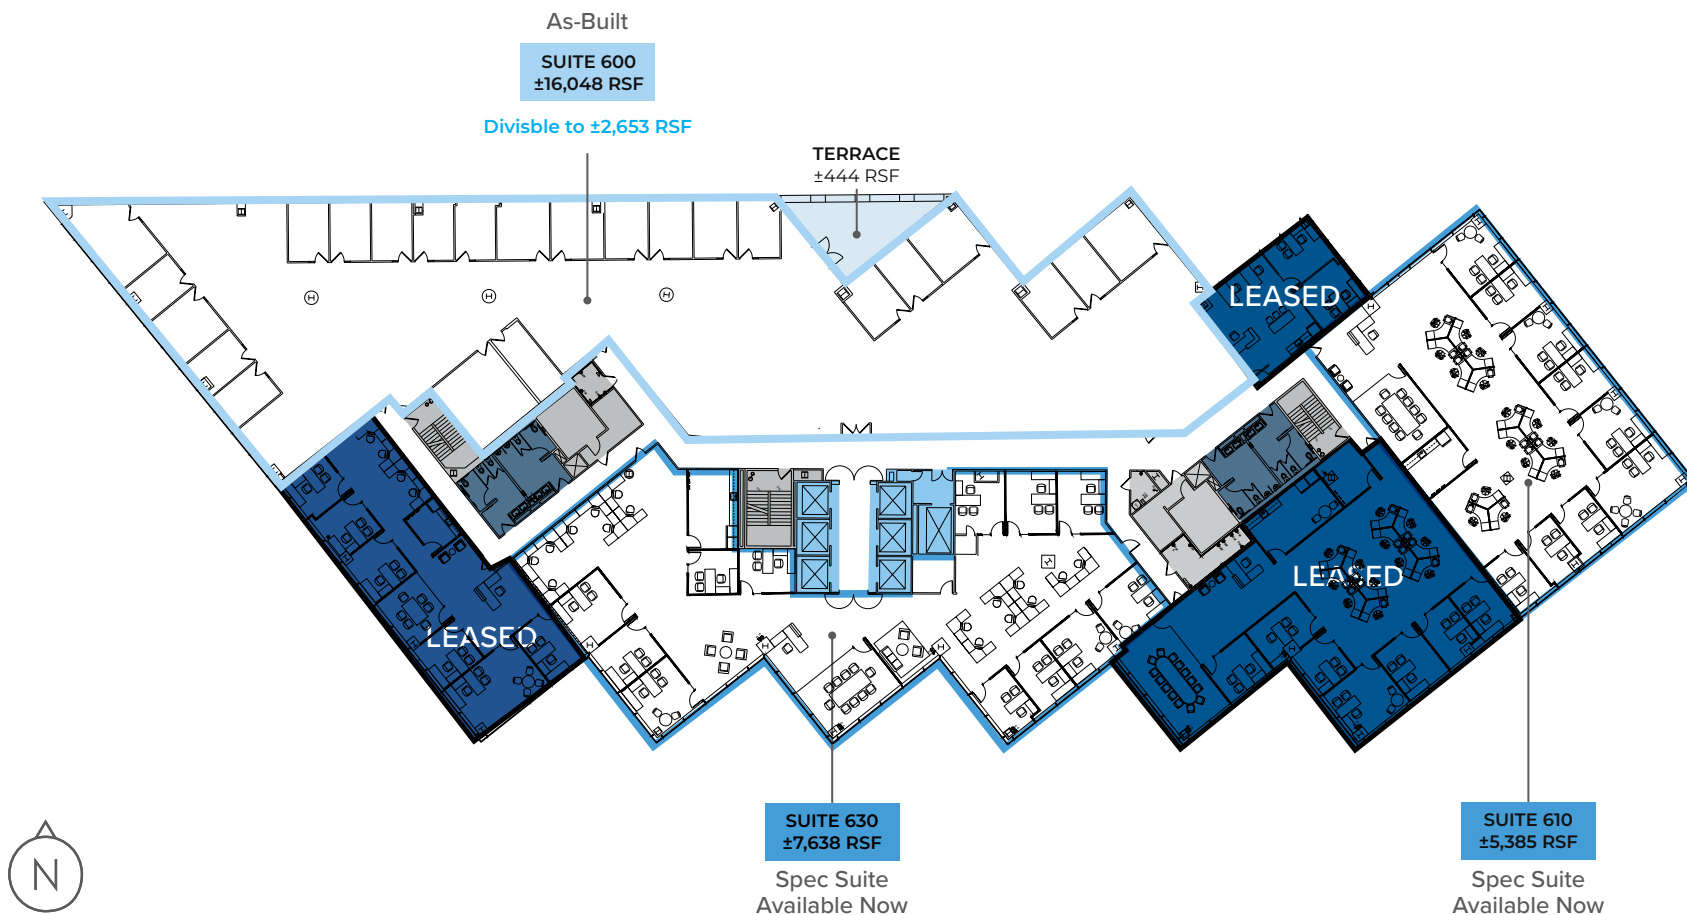 As-Built
SUITE 600
±16,048 RSF
Divisble to ±2,653 RSF
TERRACE
±444 RSF
LEASED
LEASED
LEASED
SUITE 630
±7,638 RSF
Spec Suite
Available Now
SUITE 610
±5,385 RSF
Spec Suite
Available Now
N